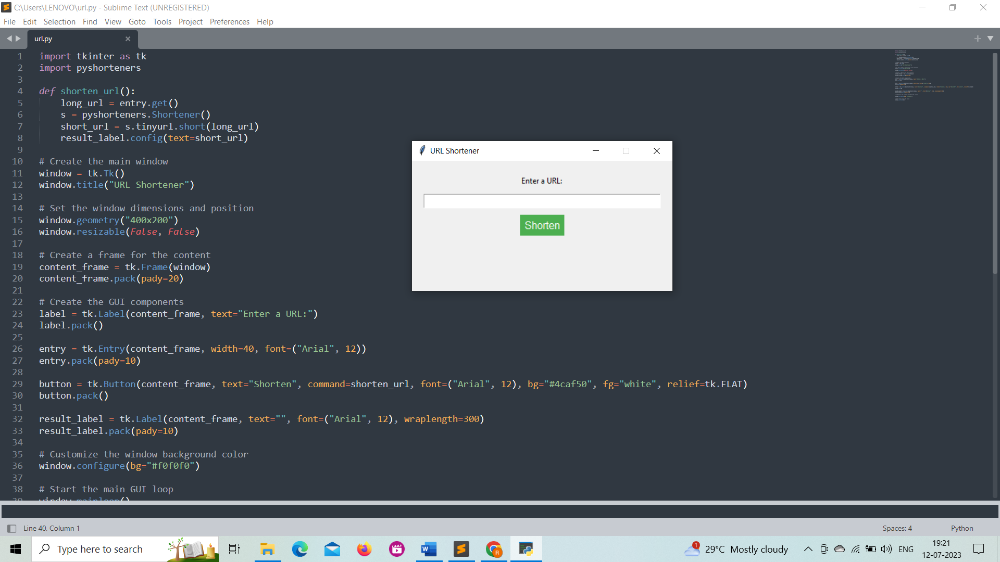 C:\Users\LENOVO\url.py - Sublime Text (UNREGISTERED)
File Edit Selection Find View Goto Tools Project Preferences Help
url.py
1 import tkinter as tk
2 import pyshorteners
3
4 def shorten_url():
5 long_url = entry.get()
6 s = pyshorteners.Shortener()
7 short_url = s.tinyurl.short(long_url)
8 result_label.config(text=short_url)
9
10 # Create the main window
11 window = tk.Tk()
12 window.title("URL Shortener")
13
14 # Set the window dimensions and position
15 window.geometry("400x200")
16 window.resizable(False, False)
17
18 # Create a frame for the content
19 content_frame = tk.Frame(window)
20 content_frame.pack(pady=20)
21
22 # Create the GUI components
23 label = tk.Label(content_frame, text="Enter a URL:")
24 label.pack()
25
26 entry = tk.Entry(content_frame, width=40, font=("Arial", 12))
27 entry.pack(pady=10)
28
29 button = tk.Button(content_frame, text="Shorten", command=shorten_url, font=("Arial", 12), bg="#4caf50", fg="white", relief=tk.FLAT)
30 button.pack()
31
32 result_label = tk.Label(content_frame, text="", font=("Arial", 12), wraplength=300)
33 result_label.pack(pady=10)
34
35 # Customize the window background color
36 window.configure(bg="#f0f0f0")
37
38 # Start the main GUI loop
39 window.mainloop()
URL Shortener
Enter a URL:
Shorten
Line 40, Column 1
Spaces: 4
Python
Type here to search
1
29°C Mostly cloudy
ENG
19:21
12-07-2023